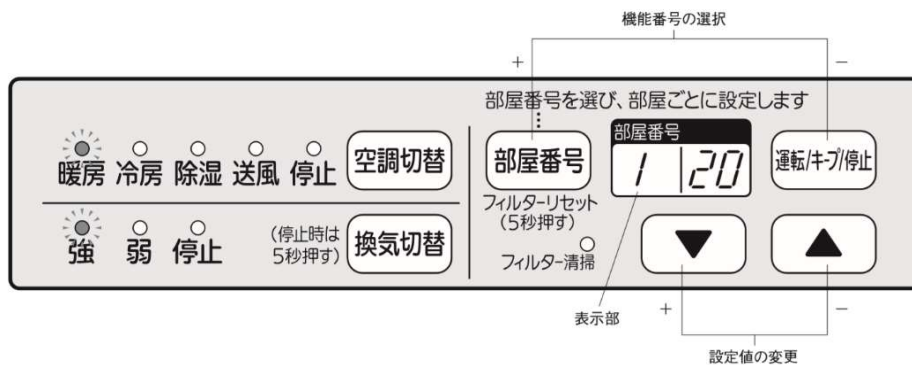 機能番号の選択
+ −
部屋番号を選び、部屋ごとに設定します
暖房 冷房 除湿 送風 停止
空調切替
部屋番号
部屋番号
1 20
運転/キープ/停止
フィルターリセット
(5秒押す)
強 弱 停止
(停止時は
5秒押す)
換気切替
フィルター清掃
▼ ▲
表示部
+ −
設定値の変更